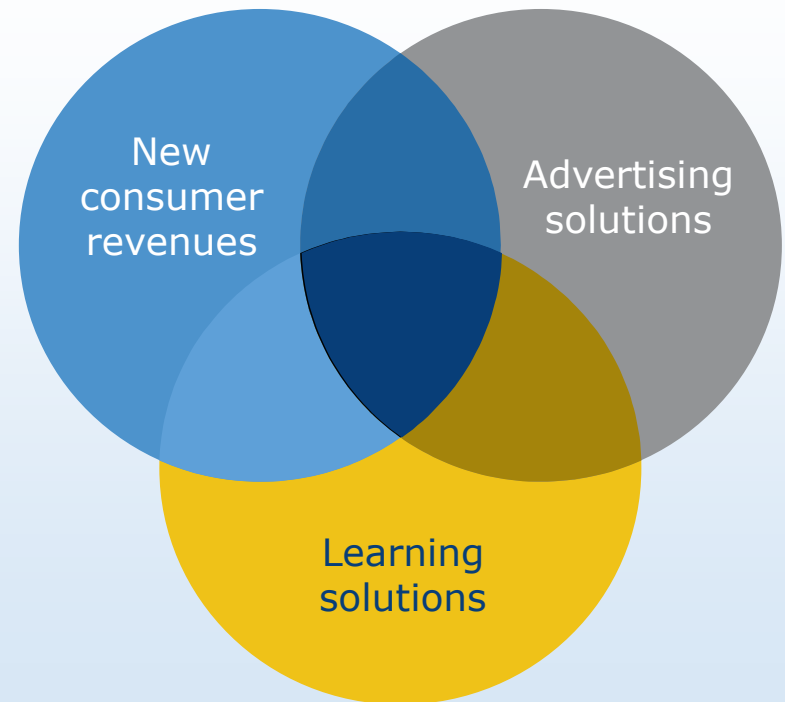 New
consumer
revenues
Advertising
solutions
Learning
solutions